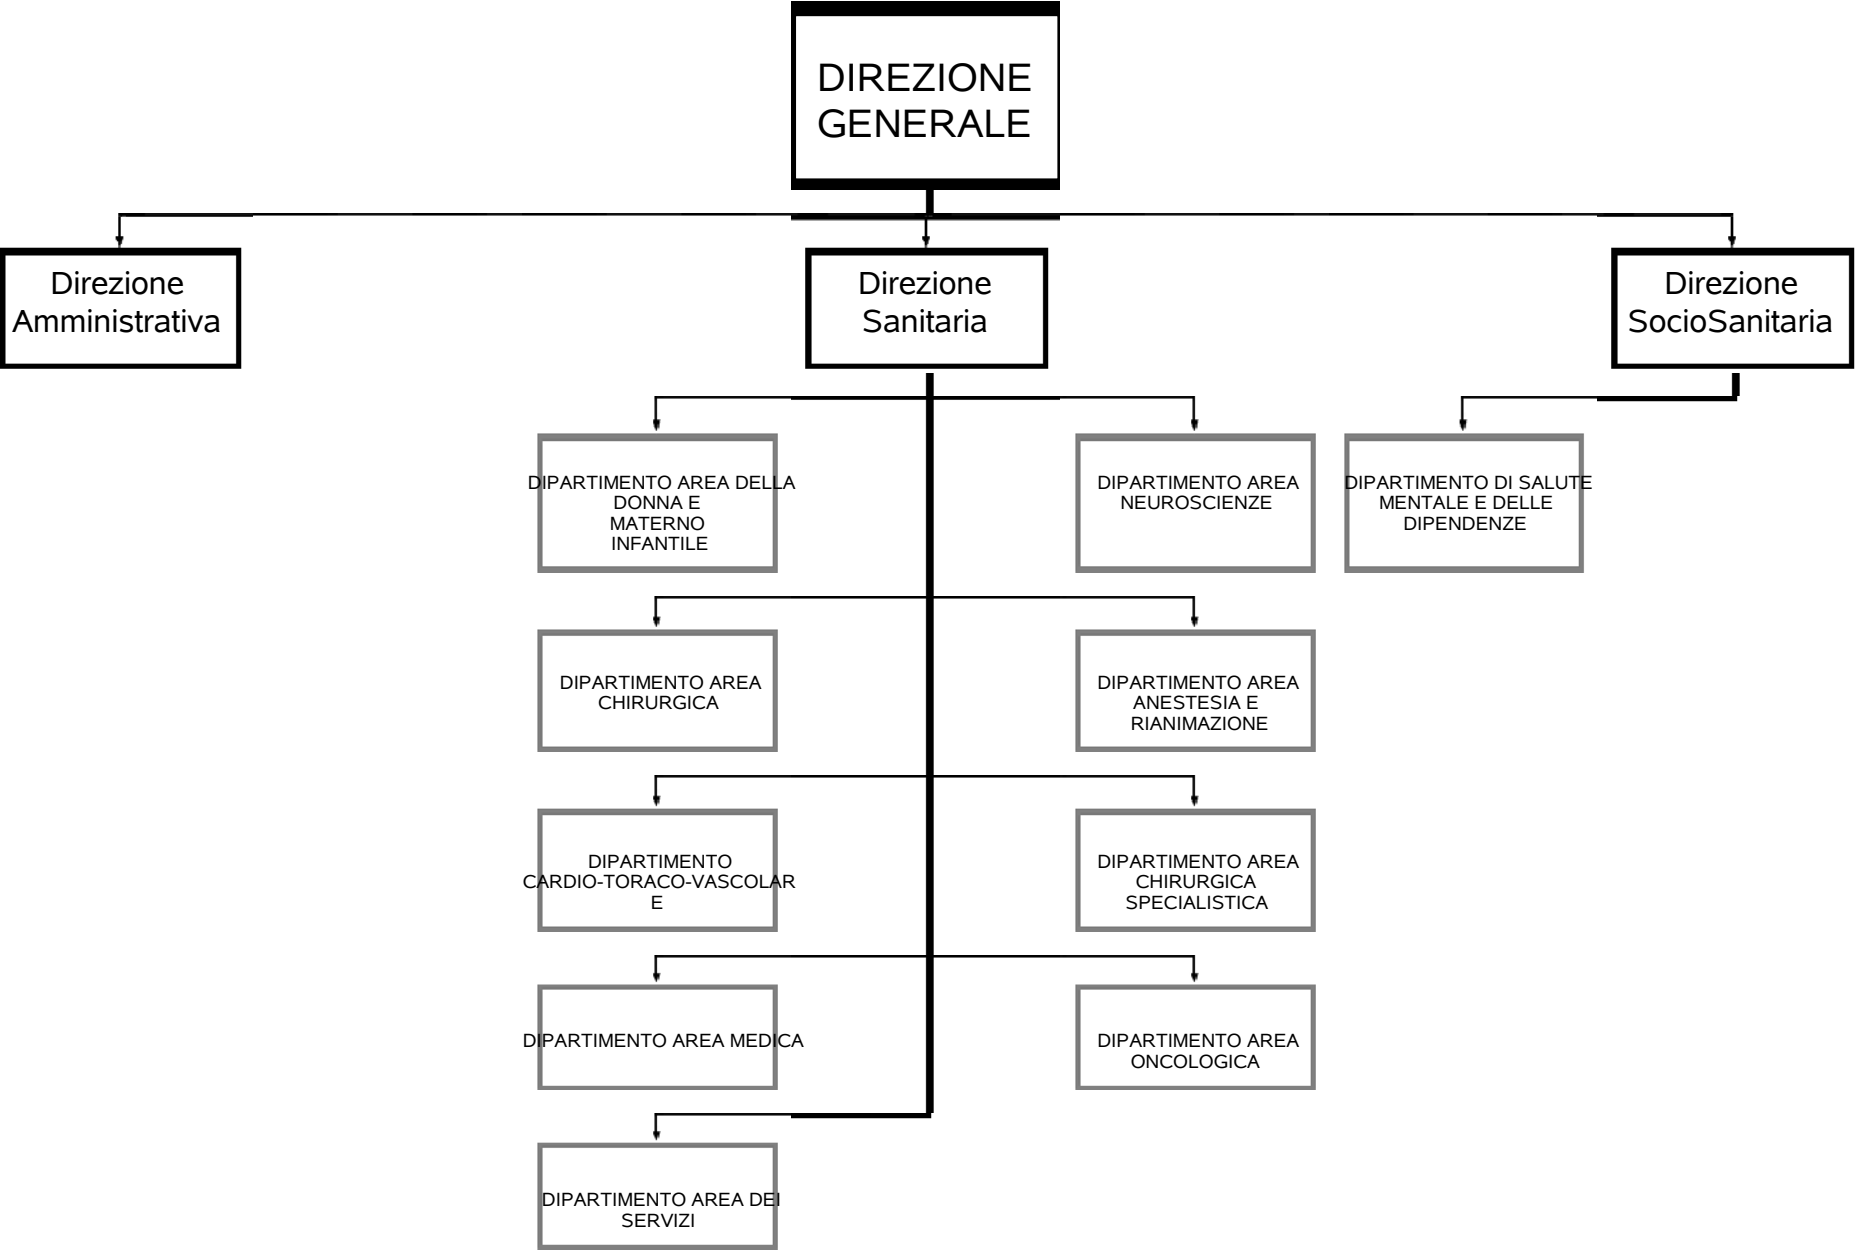 DIREZIONE
GENERALE
Direzione
Amministrativa
Direzione
Sanitaria
Direzione
SocioSanitaria
DIPARTIMENTO AREA DELLA
DONNA E
MATERNO
INFANTILE
DIPARTIMENTO AREA
NEUROSCIENZE
DIPARTIMENTO DI SALUTE
MENTALE E DELLE
DIPENDENZE
DIPARTIMENTO AREA
CHIRURGICA
DIPARTIMENTO AREA
ANESTESIA E
RIANIMAZIONE
DIPARTIMENTO
CARDIO-TORACO-VASCOLAR
E
DIPARTIMENTO AREA
CHIRURGICA
SPECIALISTICA
DIPARTIMENTO AREA MEDICA
DIPARTIMENTO AREA
ONCOLOGICA
DIPARTIMENTO AREA DEI
SERVIZI